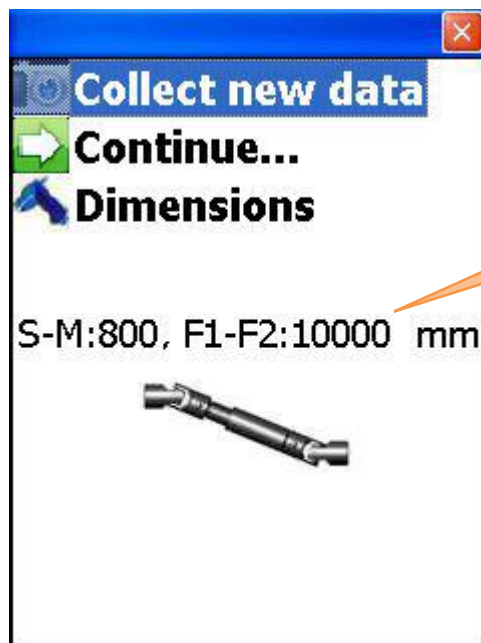 Collect new data
Continue...
Dimensions
S-M:800, F1-F2:10000 mm